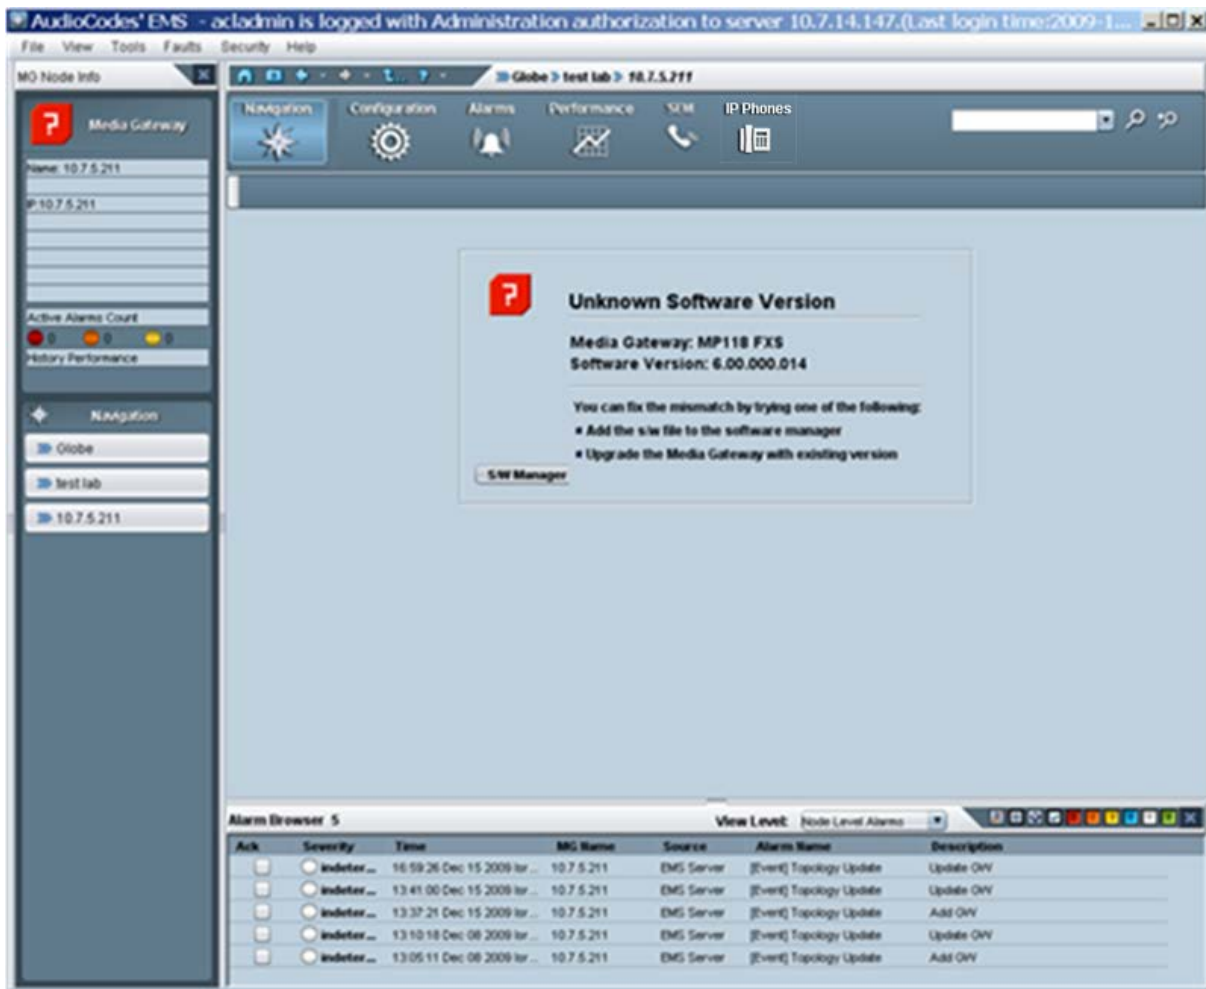 AudioCodes' EMS - acladmin is logged with Administration authorization to server 10.7.14.147.(Last login time:2009-1...
File View Tools Faults Security Help
MG Node Info
Globe test lab 10.7.5.211
Media Gateway
Navigation Configuration Alarms Performance SEM IP Phones
Name: 10.7.5.211
IP:10.7.5.211
Unknown Software Version
Media Gateway: MP118 FXS
Software Version: 6.00.000.014
You can fix the mismatch by trying one of the following:
Add the s/w file to the software manager
Upgrade the Media Gateway with existing version
S/W Manager
Active Alarms Count
0 0 0
History Performance
Navigation
Globe
test lab
10.7.5.211
Alarm Browser 5 View Level: Node Level Alarms
Ack Severity Time MG Name Source Alarm Name Description
indeter... 16:59:26 Dec 15 2009 Isr... 10.7.5.211 EMS Server [Event] Topology Update Update GW
indeter... 13:41:00 Dec 15 2009 Isr... 10.7.5.211 EMS Server [Event] Topology Update Update GW
indeter... 13:37:21 Dec 15 2009 Isr... 10.7.5.211 EMS Server [Event] Topology Update Add GW
indeter... 13:10:18 Dec 08 2009 Isr... 10.7.5.211 EMS Server [Event] Topology Update Update GW
indeter... 13:05:11 Dec 08 2009 Isr... 10.7.5.211 EMS Server [Event] Topology Update Add GW